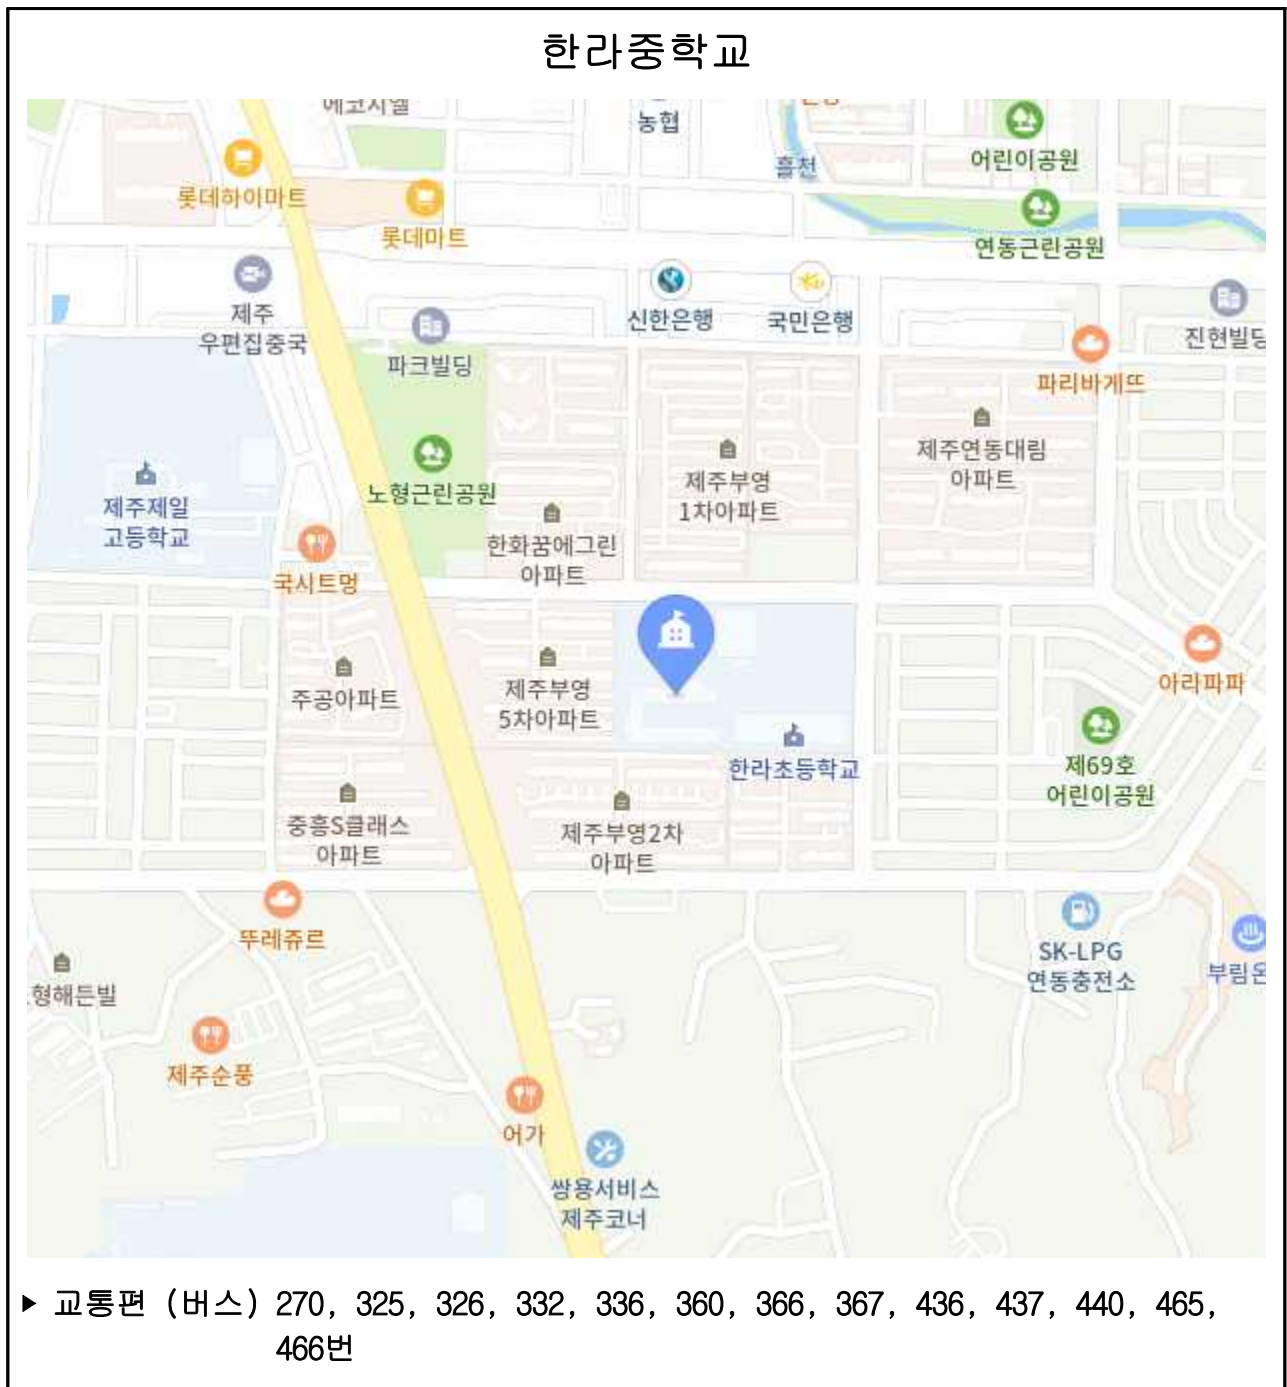 한라중학교
에코지엘
농협
흘천
어린이공원
롯데하이마트
롯데마트
연동근린공원
제주
우편집중국
파크빌딩
신한은행
국민은행
진현빌딩
파리바게뜨
제주제일
고등학교
노형근린공원
한화꿈에그린
아파트
제주부영
1차아파트
제주연동대림
아파트
국시트멍
주공아파트
제주부영
5차아파트
한라초등학교
아라파파
제69호
어린이공원
중흥S클래스
아파트
제주부영2차
아파트
뚜레쥬르
형해든빌
SK-LPG
연동충전소
부림온
제주순풍
어가
쌍용서비스
제주코너
▶ 교통편 (버스) 270, 325, 326, 332, 336, 360, 366, 367, 436, 437, 440, 465,
466번